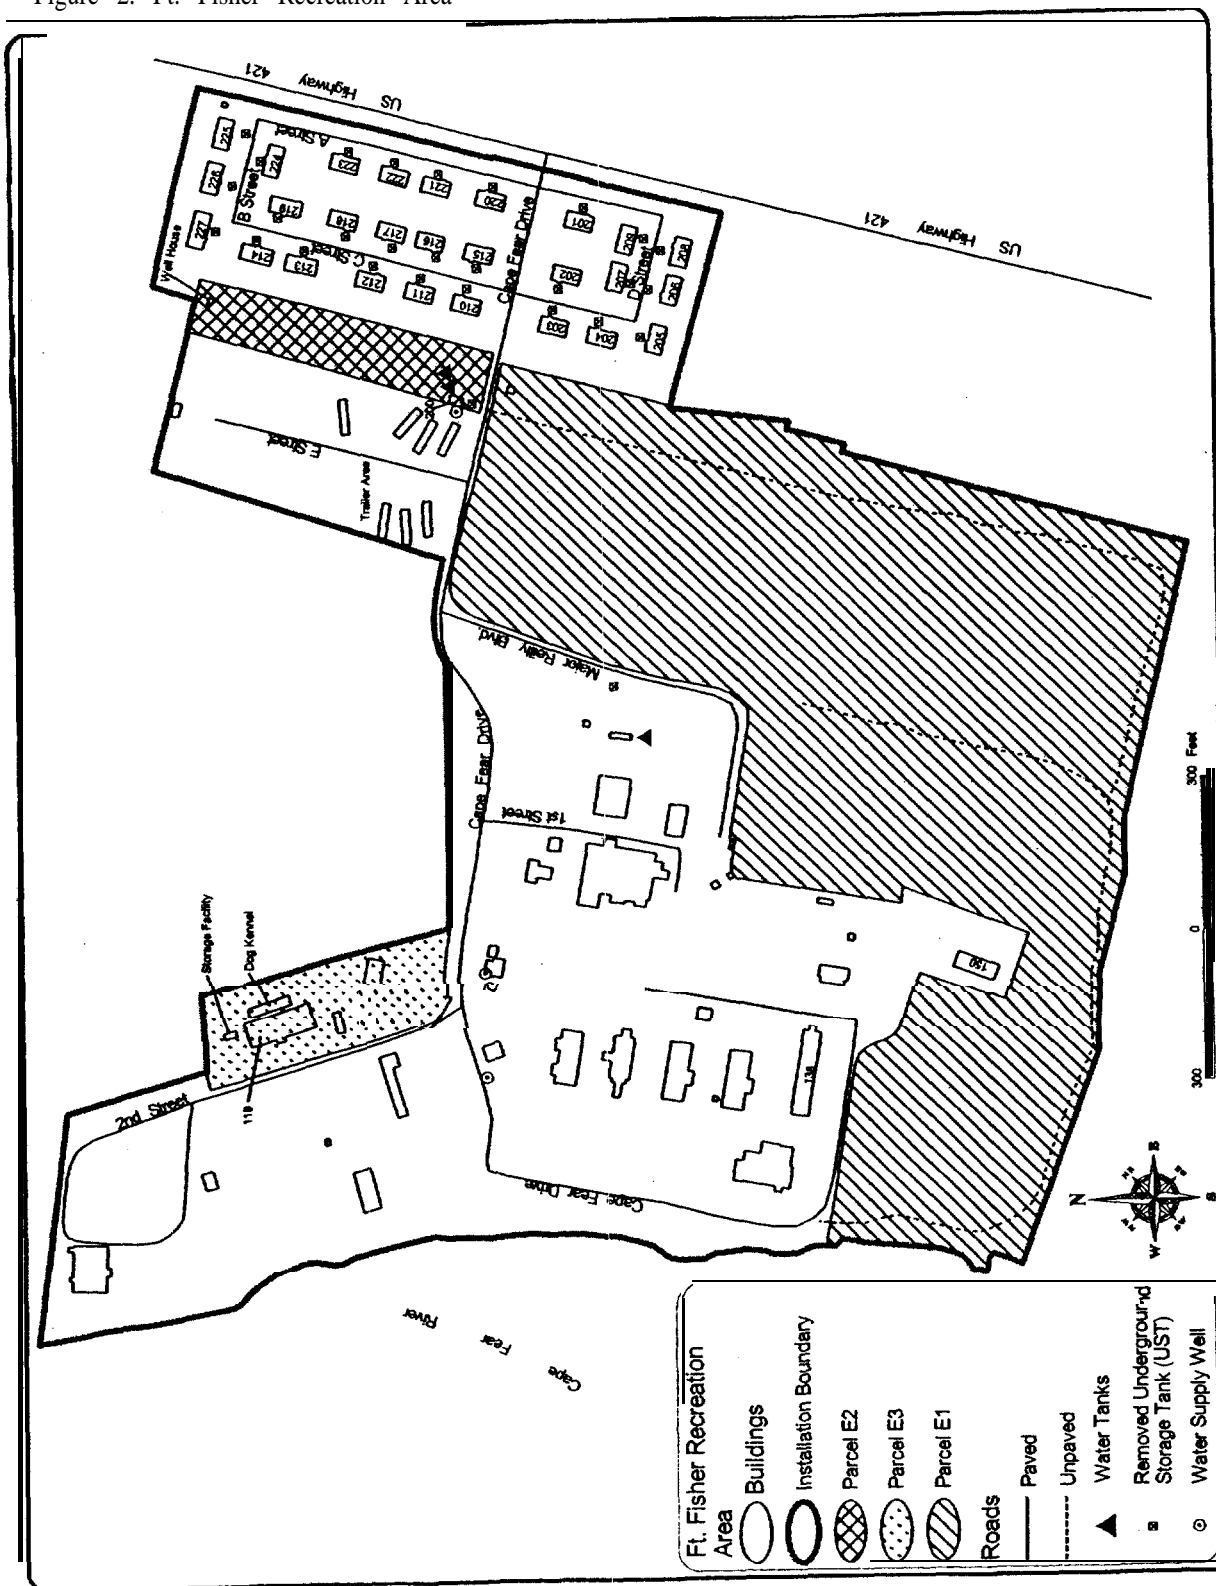 Figure 2. Ft. Fisher Recreation Area
US Highway 421
US Highway 421
A Street
B Street
C Street
D Street
E Street
Cape Fear Drive
Well House
225
226
227
224
223
222
221
220
219
218
217
216
215
214
213
212
211
210
201
202
203
204
205
206
207
208
209
200
Trailer Area
Major Reilly Blvd.
Cape Fear Drive
1st Street
Storage Facility
Dog Kennel
119
2nd Street
150
Cape Fear Drive
Cape Fear River
300 0 300 Feet
N
E
S
W
Ft. Fisher Recreation
Area
Buildings
Installation Boundary
Parcel E2
Parcel E3
Parcel E1
Roads
Paved
Unpaved
Water Tanks
Removed Underground
Storage Tank (UST)
Water Supply Well